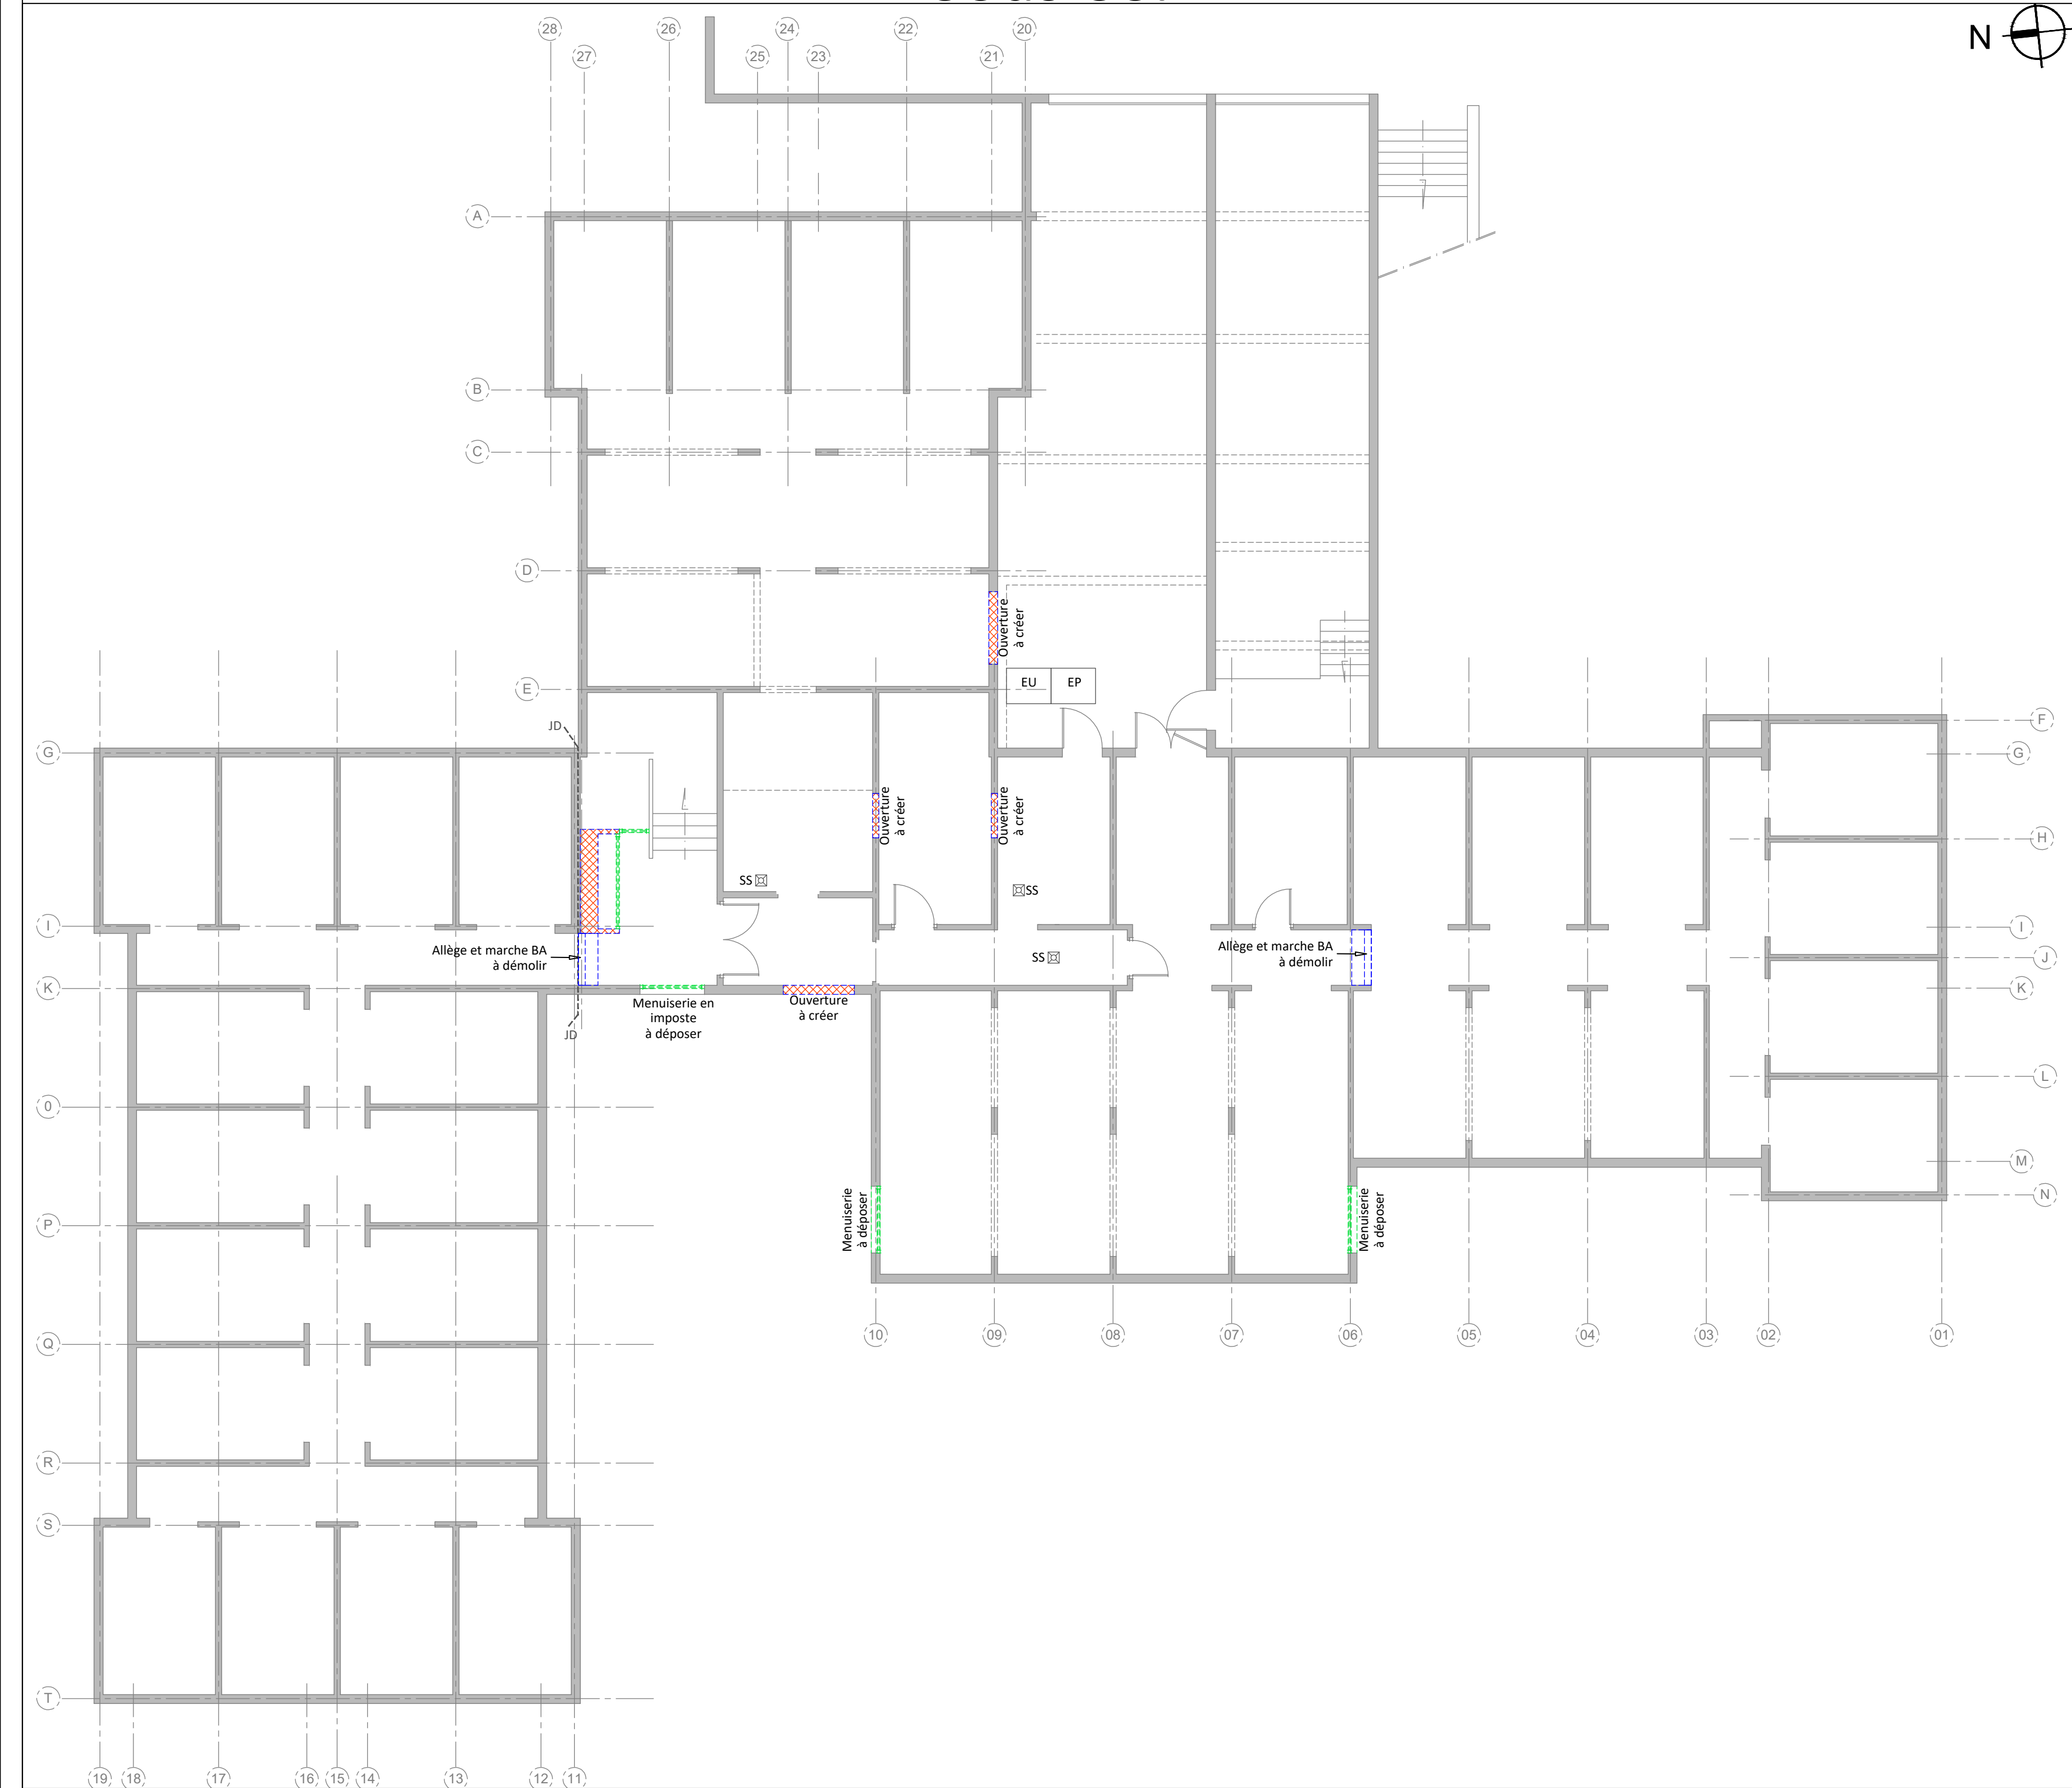 N
28
26
24
22
20
27
25
23
21
A
B
C
D
Ouverture
à créer
E
EU
EP
JD
F
G
G
Ouverture
à créer
Ouverture
à créer
H
SS
SS
I
I
Allège et marche BA
à démolir
SS
Allège et marche BA
à démolir
J
K
K
Menuiserie en
imposte
à déposer
Ouverture
à créer
JD
L
0
M
Menuiserie
à déposer
Menuiserie
à déposer
N
P
10
09
08
07
06
05
04
03
02
01
Q
R
S
T
19
18
17
16
15
14
13
12
11